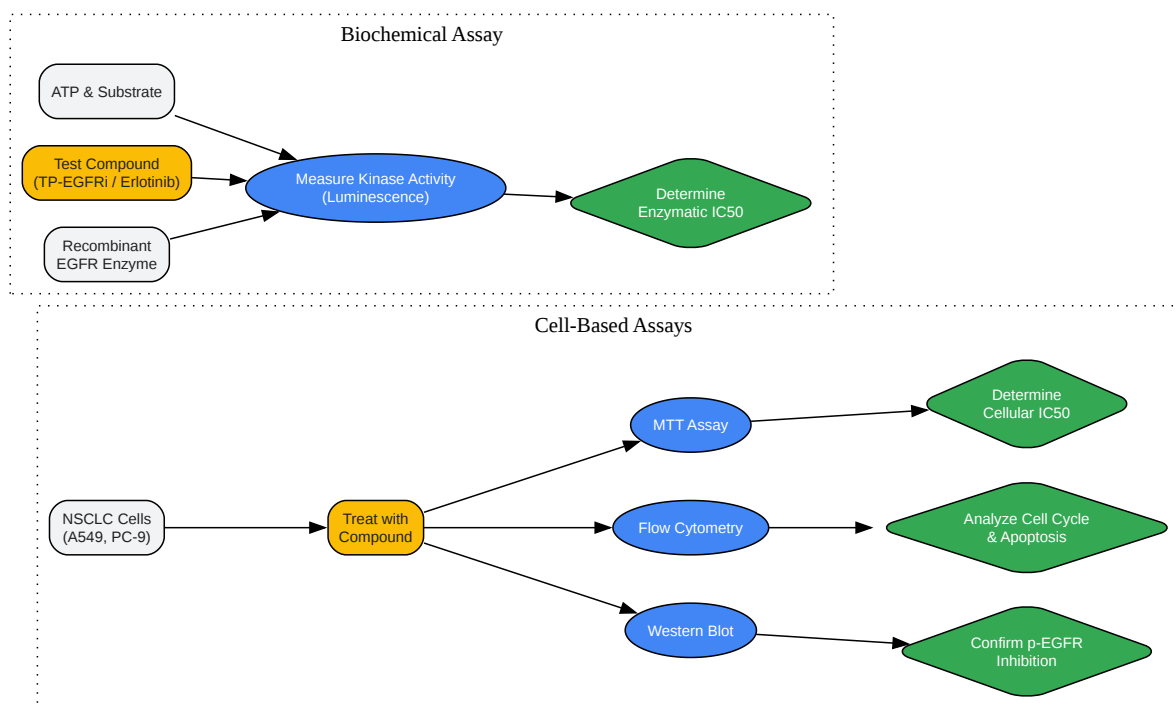 Biochemical Assay
ATP & Substrate
Test Compound
(TP-EGFRi / Erlotinib)
Recombinant
EGFR Enzyme
Measure Kinase Activity
(Luminescence)
Determine
Enzymatic IC50
Cell-Based Assays
NSCLC Cells
(A549, PC-9)
Treat with
Compound
MTT Assay
Determine
Cellular IC50
Flow Cytometry
Analyze Cell Cycle
& Apoptosis
Western Blot
Confirm p-EGFR
Inhibition